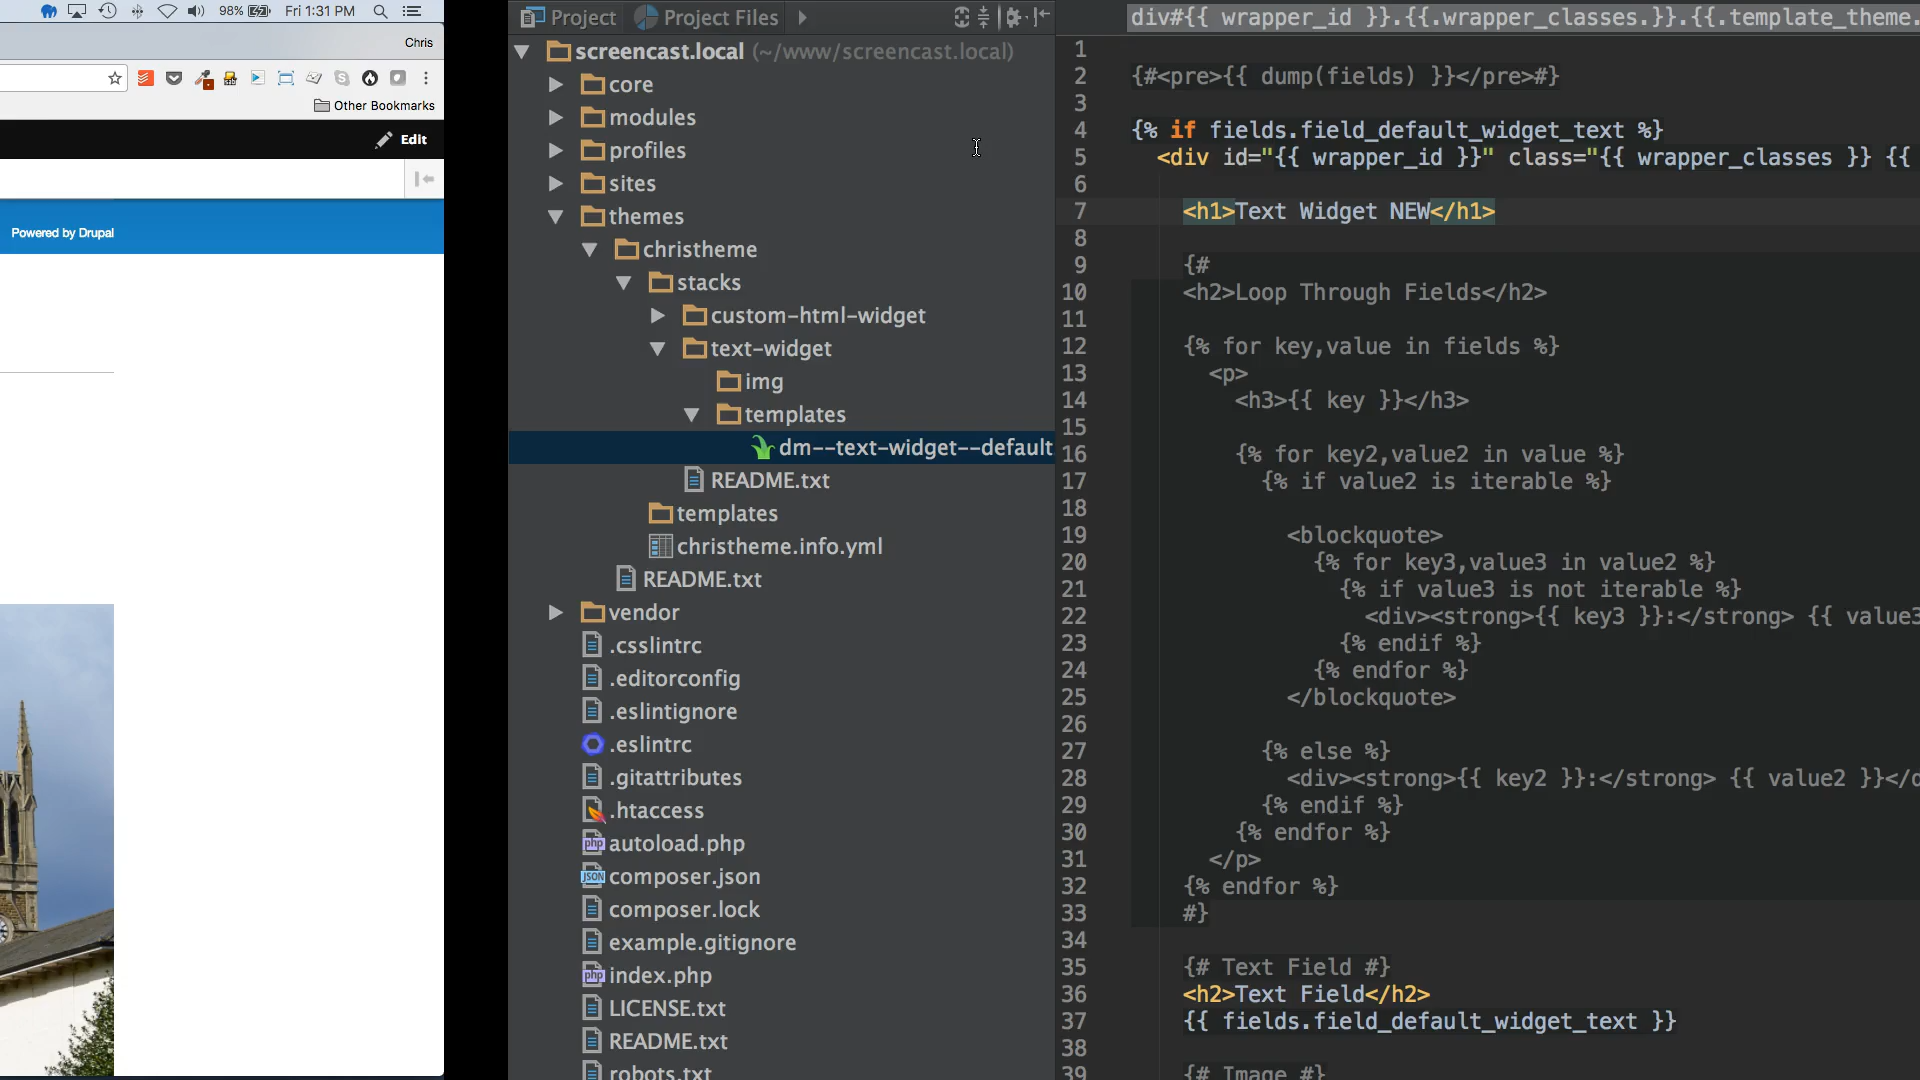 98%
Fri 1:31 PM
Chris
Other Bookmarks
Edit
Powered by Drupal
Project
Project Files
screencast.local (~/www/screencast.local)
core
modules
profiles
sites
themes
christheme
stacks
custom-html-widget
text-widget
img
templates
dm--text-widget--default
README.txt
templates
christheme.info.yml
README.txt
vendor
.csslintrc
.editorconfig
.eslintignore
.eslintrc
.gitattributes
.htaccess
autoload.php
composer.json
composer.lock
example.gitignore
index.php
LICENSE.txt
README.txt
robots.txt
div#{{ wrapper_id }}.{{.wrapper_classes.}}.{{.template_theme.
1
2 {#<pre>{{ dump(fields) }}</pre>#}
3
4 {% if fields.field_default_widget_text %}
5 <div id="{{ wrapper_id }}" class="{{ wrapper_classes }} {{
6
7 <h1>Text Widget NEW</h1>
8
9 {#
10 <h2>Loop Through Fields</h2>
11
12 {% for key,value in fields %}
13 <p>
14 <h3>{{ key }}</h3>
15
16 {% for key2,value2 in value %}
17 {% if value2 is iterable %}
18
19 <blockquote>
20 {% for key3,value3 in value2 %}
21 {% if value3 is not iterable %}
22 <div><strong>{{ key3 }}:</strong> {{ value3
23 {% endif %}
24 {% endfor %}
25 </blockquote>
26
27 {% else %}
28 <div><strong>{{ key2 }}:</strong> {{ value2 }}</d
29 {% endif %}
30 {% endfor %}
31 </p>
32 {% endfor %}
33 #}
34
35 {# Text Field #}
36 <h2>Text Field</h2>
37 {{ fields.field_default_widget_text }}
38
39 {# Image #}